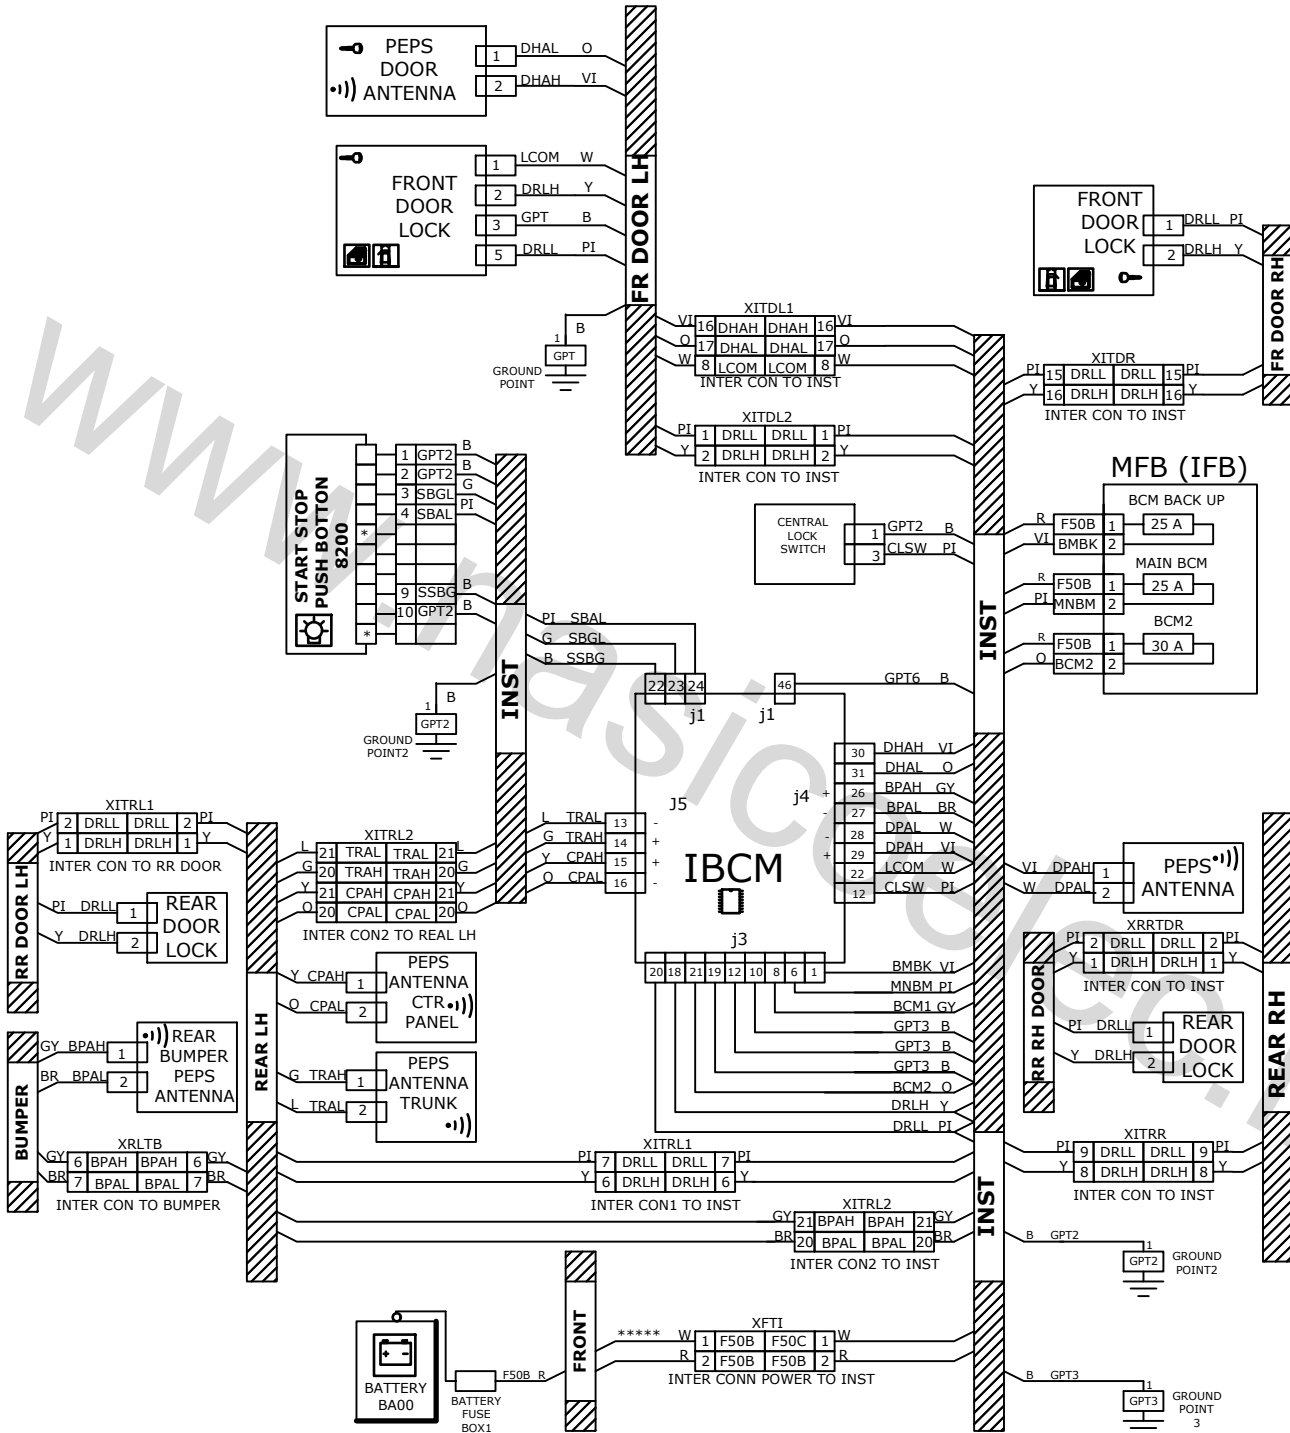 PEPS
DOOR
ANTENNA
1 DHAL O
2 DHAH VI
FRONT
DOOR
LOCK
1 LCOM W
2 DRLH Y
3 GPT B
5 DRLL PI
FR DOOR LH
B
1
GPT
GROUND
POINT
XITDL1
VI 16 DHAH DHAH 16 VI
O 17 DHAL DHAL 17 O
W 8 LCOM LCOM 8 W
INTER CON TO INST
XITDL2
PI 1 DRLL DRLL 1 PI
Y 2 DRLH DRLH 2 Y
INTER CON TO INST
FRONT
DOOR
LOCK
1 DRLL PI
2 DRLH Y
FR DOOR RH
XITDR
PI 15 DRLL DRLL 15 PI
Y 16 DRLH DRLH 16 Y
INTER CON TO INST
START STOP
PUSH BOTTON
8200
*
*
1 GPT2 B
2 GPT2 B
3 SBGL G
4 SBAL PI
9 SSBG B
10 GPT2 B
INST
B
1
GPT2
GROUND
POINT2
PI SBAL
G SBGL
B SSBG
CENTRAL
LOCK
SWITCH
1 GPT2 B
3 CLSW PI
INST
MFB (IFB)
BCM BACK UP
R F50B 1 25 A
VI BMBK 2
MAIN BCM
R F50B 1 25 A
PI MNBM 2
BCM2
R F50B 1 30 A
O BCM2 2
22 23 24
j1
46
j1
GPT6 B
J5
j4
IBCM
j3
30 DHAH VI
31 DHAL O
+ 26 BPAH GY
- 27 BPAL BR
- 28 DPAL W
+ 29 DPAH VI
22 LCOM W
12 CLSW PI
L TRAL 13 -
G TRAH 14 +
Y CPAH 15 +
O CPAL 16 -
20 18 21 19 12 10 8 6 1
BMBK VI
MNBM PI
BCM1 GY
GPT3 B
GPT3 B
GPT3 B
BCM2 O
DRLH Y
DRLL PI
XITRL1
PI 2 DRLL DRLL 2 PI
Y 1 DRLH DRLH 1 Y
INTER CON TO RR DOOR
RR DOOR LH
PI DRLL 1
Y DRLH 2
REAR
DOOR
LOCK
XITRL2
L 21 TRAL TRAL 21 L
G 20 TRAH TRAH 20 G
Y 21 CPAH CPAH 21 Y
O 20 CPAL CPAL 20 O
INTER CON2 TO REAL LH
REAR LH
Y CPAH 1
O CPAL 2
PEPS
ANTENNA
CTR
PANEL
G TRAH 1
L TRAL 2
PEPS
ANTENNA
TRUNK
BUMPER
GY BPAH 1
BR BPAL 2
REAR
BUMPER
PEPS
ANTENNA
XRLTB
GY 6 BPAH BPAH 6 GY
BR 7 BPAL BPAL 7 BR
INTER CON TO BUMPER
VI DPAH 1
W DPAL 2
PEPS
ANTENNA
XRRTDR
PI 2 DRLL DRLL 2 PI
Y 1 DRLH DRLH 1 Y
INTER CON TO INST
RR RH DOOR
PI DRLL 1
Y DRLH 2
REAR
DOOR
LOCK
REAR RH
XITRR
PI 9 DRLL DRLL 9 PI
Y 8 DRLH DRLH 8 Y
INTER CON TO INST
XITRL1
PI 7 DRLL DRLL 7 PI
Y 6 DRLH DRLH 6 Y
INTER CON1 TO INST
XITRL2
GY 21 BPAH BPAH 21 GY
BR 20 BPAL BPAL 20 BR
INTER CON2 TO INST
INST
B GPT2
1
GPT2
GROUND
POINT2
FRONT
XFTI
***** W 1 F50B F50C 1 W
R 2 F50B F50B 2 R
INTER CONN POWER TO INST
BATTERY
BA00
F50B R
BATTERY
FUSE
BOX1
B GPT3
1
GPT3
GROUND
POINT
3